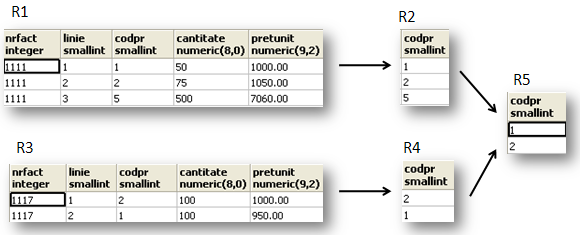 R1
nrfact integer linie smallint codpr smallint cantitate numeric(8,0) pretunit numeric(9,2)
1111 1 1 50 1000.00
1111 2 2 75 1050.00
1111 3 5 500 7060.00
R2
codpr smallint
1
2
5
R3
nrfact integer linie smallint codpr smallint cantitate numeric(8,0) pretunit numeric(9,2)
1117 1 2 100 1000.00
1117 2 1 100 950.00
R4
codpr smallint
2
1
R5
codpr smallint
1
2